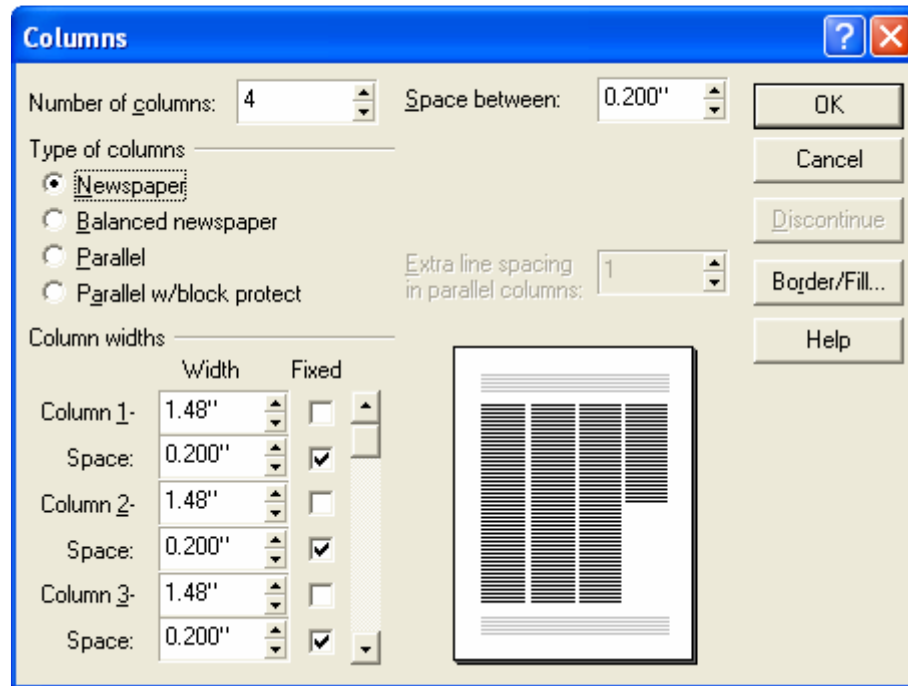 Columns
Number of columns: 4 Space between: 0.200" OK
Type of columns Cancel
Newspaper
Balanced newspaper Discontinue
Parallel
Extra line spacing in parallel columns: 1 Border/Fill...
Parallel w/block protect
Column widths Help
Width Fixed
Column 1- 1.48"
Space: 0.200"
Column 2- 1.48"
Space: 0.200"
Column 3- 1.48"
Space: 0.200"